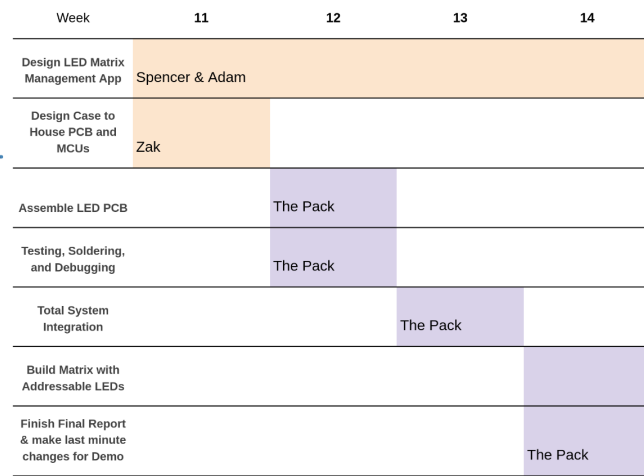 Week 11 12 13 14
Design LED Matrix
Management App
Spencer & Adam
Design Case to
House PCB and
MCUs
Zak
Assemble LED PCB
The Pack
Testing, Soldering,
and Debugging
The Pack
Total System
Integration
The Pack
Build Matrix with
Addressable LEDs
Finish Final Report
& make last minute
changes for Demo
The Pack